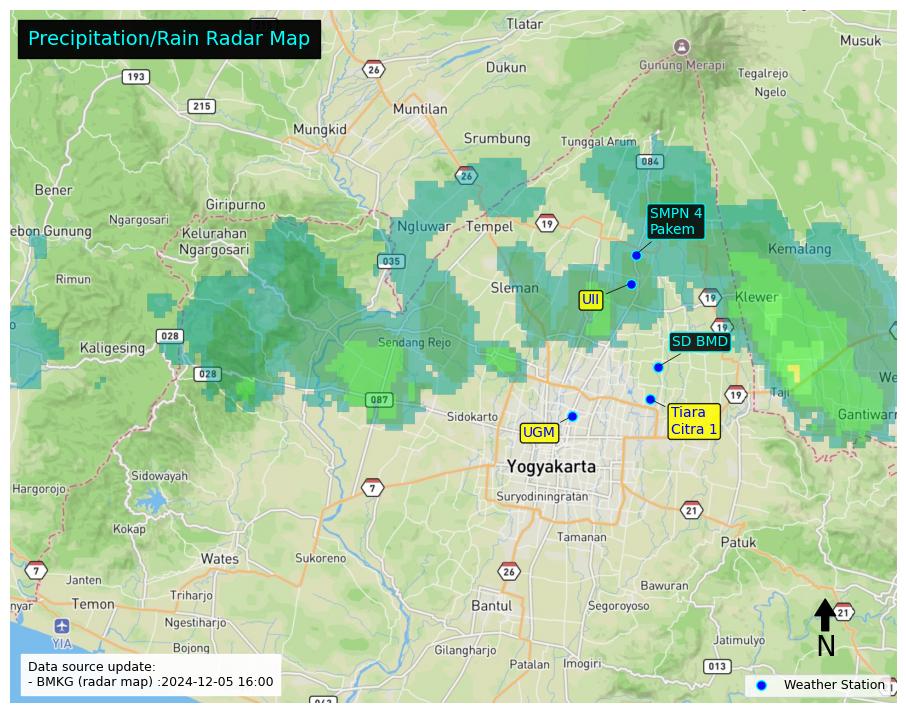 Precipitation/Rain Radar Map
Tlatar
Musuk
26
Gunung Merapi
Dukun
193
Tegalrejo
Ngelo
215
Muntilan
Mungkid
Srumbung
Tunggal Arum
084
26
Bener
Giripurno
SMPN 4
Pakem
Ngargosari
Ngluwar
Tempel
19
ebon Gunung
Kelurahan
Ngargosari
Kemalang
035
Rimun
Sleman
UII
19
Klewer
19
028
Kaligesing
Sendang Rejo
SD BMD
028
We
087
19
Taji
Sidokarto
Tiara
Citra 1
Gantiwarn
UGM
Yogyakarta
Sidowayah
Hargorojo
7
Suryodiningratan
21
Kokap
Tamanan
Patuk
Wates
Sukoreno
7
26
Janten
Bawuran
nyar
Temon
Triharjo
Bantul
Segoroyoso
21
Ngestiharjo
YIA
Jatimulyo
N
Bojong
Gilangharjo
Patalan
Imogiri
013
Data source update:
- BMKG (radar map) :2024-12-05 16:00
Weather Station